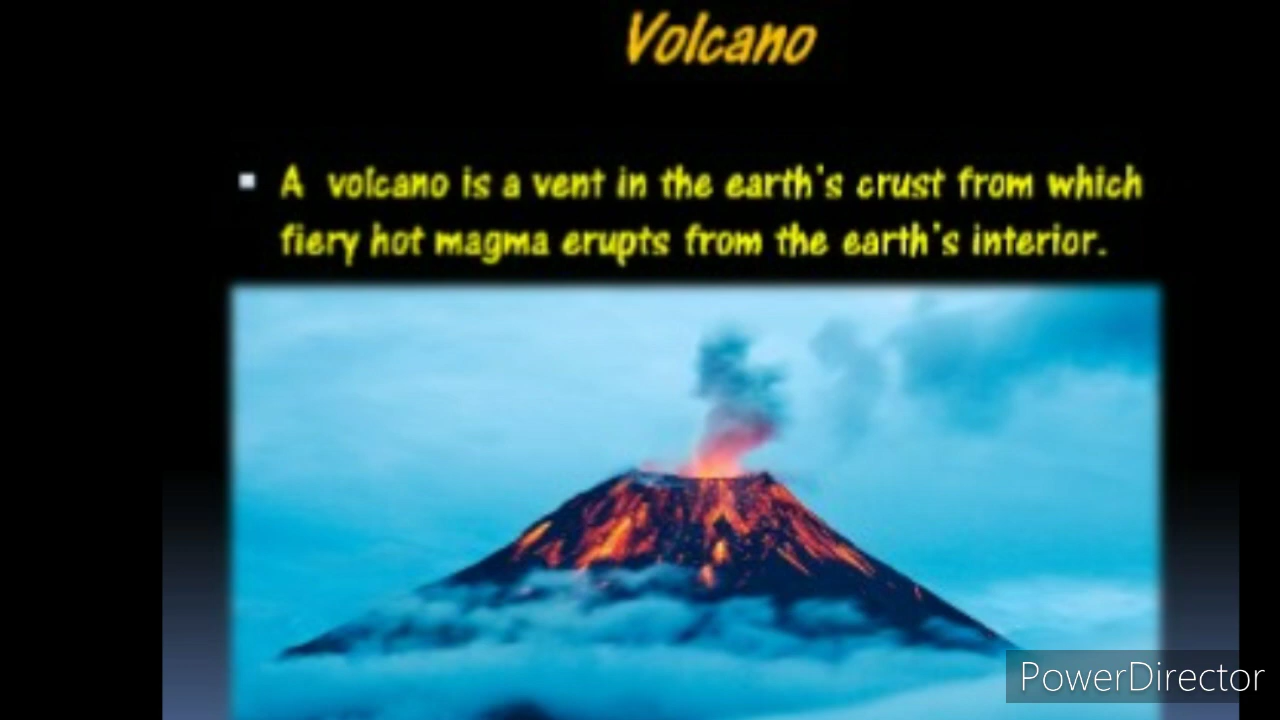 Volcano
▪ A volcano is a vent in the earth's crust from which
fiery hot magma erupts from the earth's interior.
PowerDirector